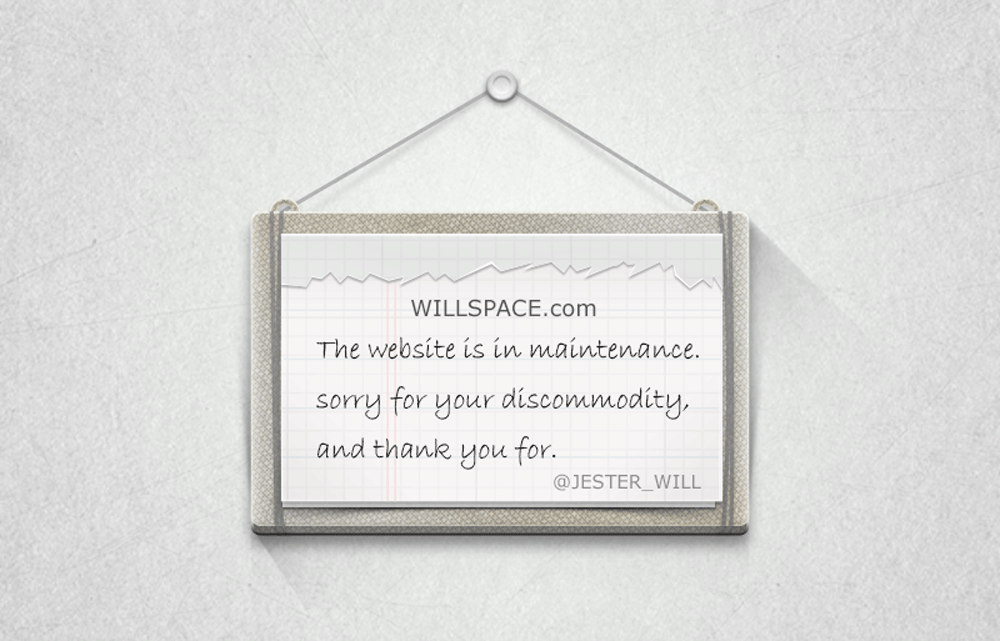 WILLSPACE.com
The website is in maintenance.
sorry for your discommodity,
and thank you for.
@JESTER_WILL